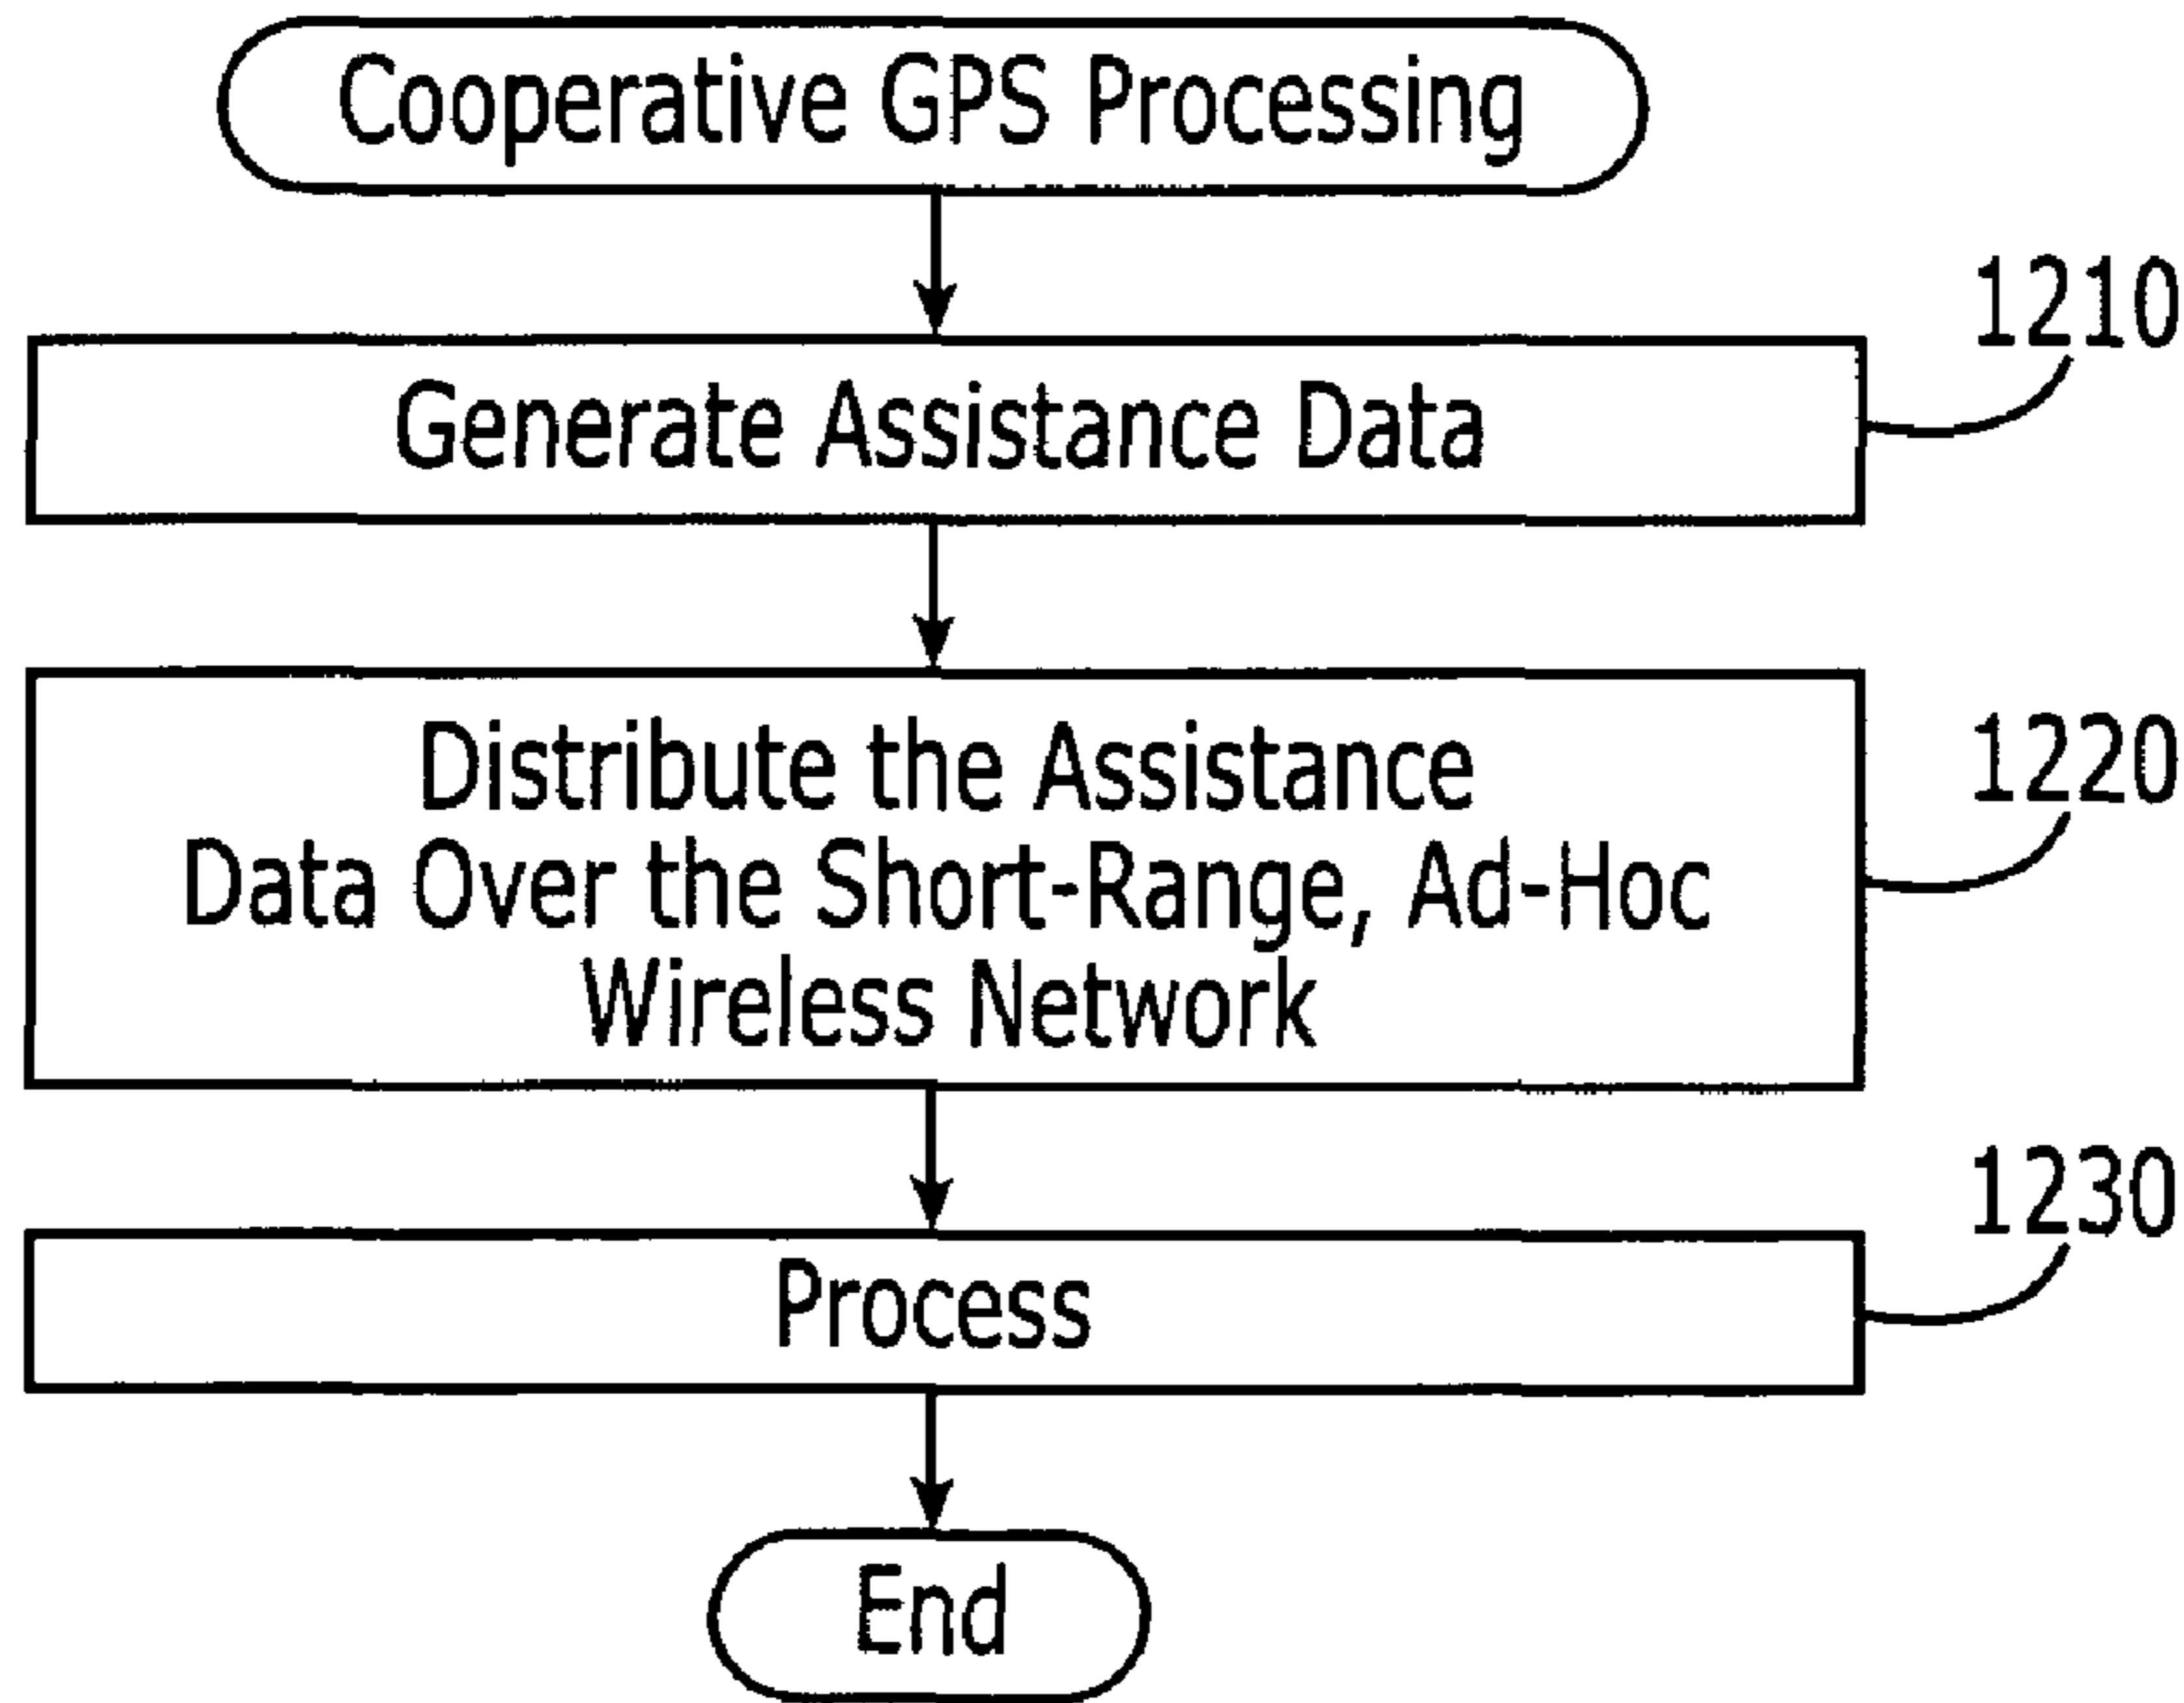 Cooperative GPS Processing
1210
Generate Assistance Data
1220
Distribute the Assistance
Data Over the Short-Range, Ad-Hoc
Wireless Network
1230
Process
End